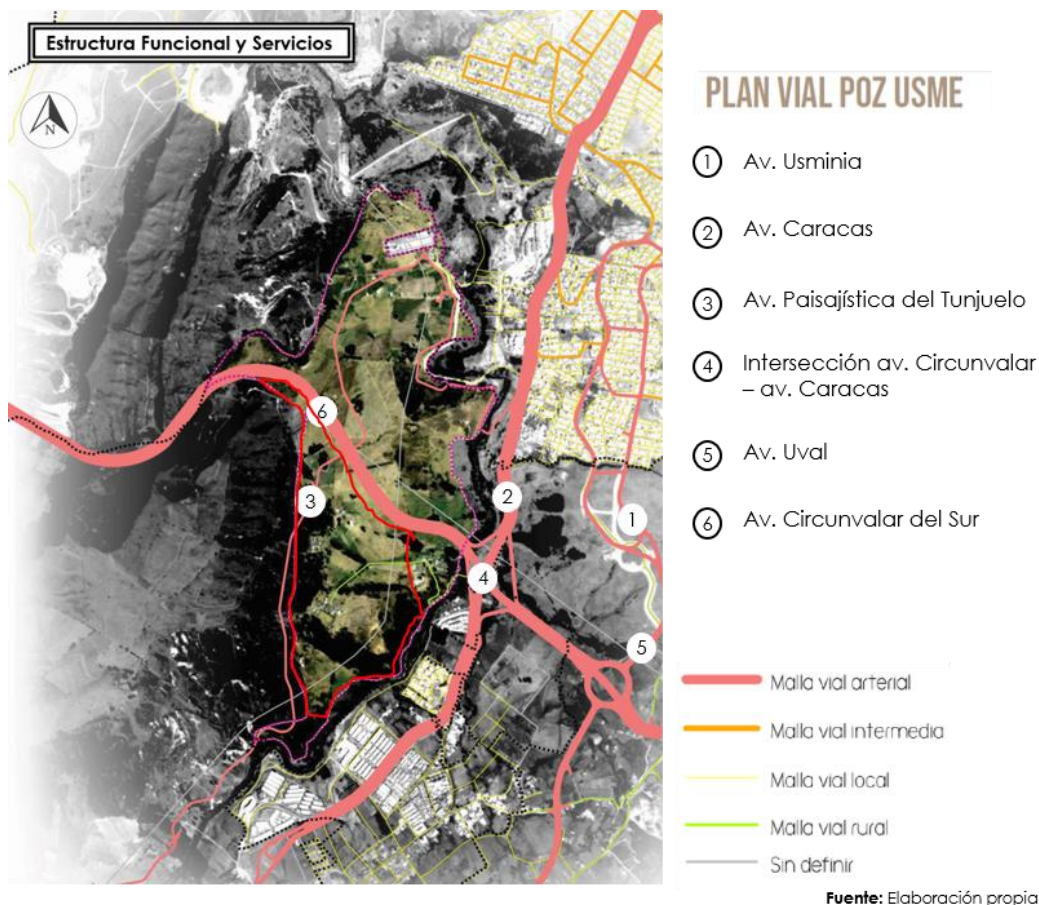 Estructura Funcional y Servicios
N
6
3
2
1
4
5
PLAN VIAL POZ USME
1 Av. Usminia
2 Av. Caracas
3 Av. Paisajística del Tunjuelo
4 Intersección av. Circunvalar
– av. Caracas
5 Av. Uval
6 Av. Circunvalar del Sur
Malla vial arterial
Malla vial intermedia
Malla vial local
Malla vial rural
Sin definir
Fuente: Elaboración propia